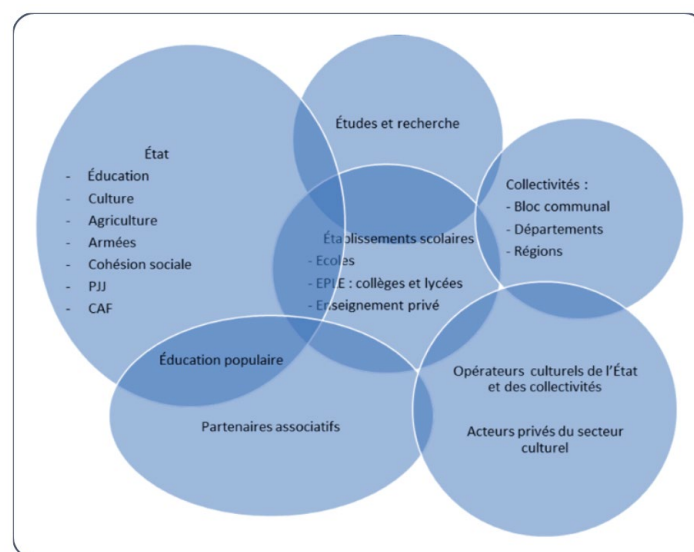 Études et recherche
État
- Éducation
- Culture
- Agriculture
- Armées
- Cohésion sociale
- PJJ
- CAF
Collectivités :
- Bloc communal
- Départements
- Régions
Établissements scolaires
- Ecoles
- EPLE : collèges et lycées
- Enseignement privé
Éducation populaire
Partenaires associatifs
Opérateurs culturels de l'État
et des collectivités
Acteurs privés du secteur
culturel